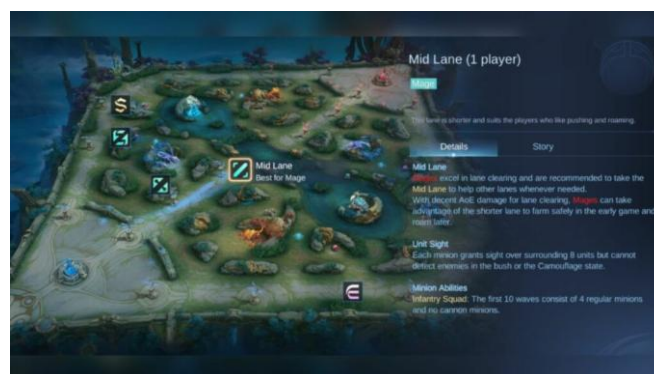 Mid Lane (1 player)
Mage
This lane is shorter and suits the players who like pushing and roaming.
Details
Story
Mid Lane
Best for Mage
Mid Lane
Mages excel in lane clearing and are recommended to take the
Mid Lane to help other lanes whenever needed.
With decent AoE damage for lane clearing, Mages can take
advantage of the shorter lane to farm safely in the early game and
roam later.
Unit Sight
Each minion grants sight over surrounding 8 units but cannot
detect enemies in the bush or the Camouflage state.
Minion Abilities
Infantry Squad: The first 10 waves consist of 4 regular minions
and no cannon minions.